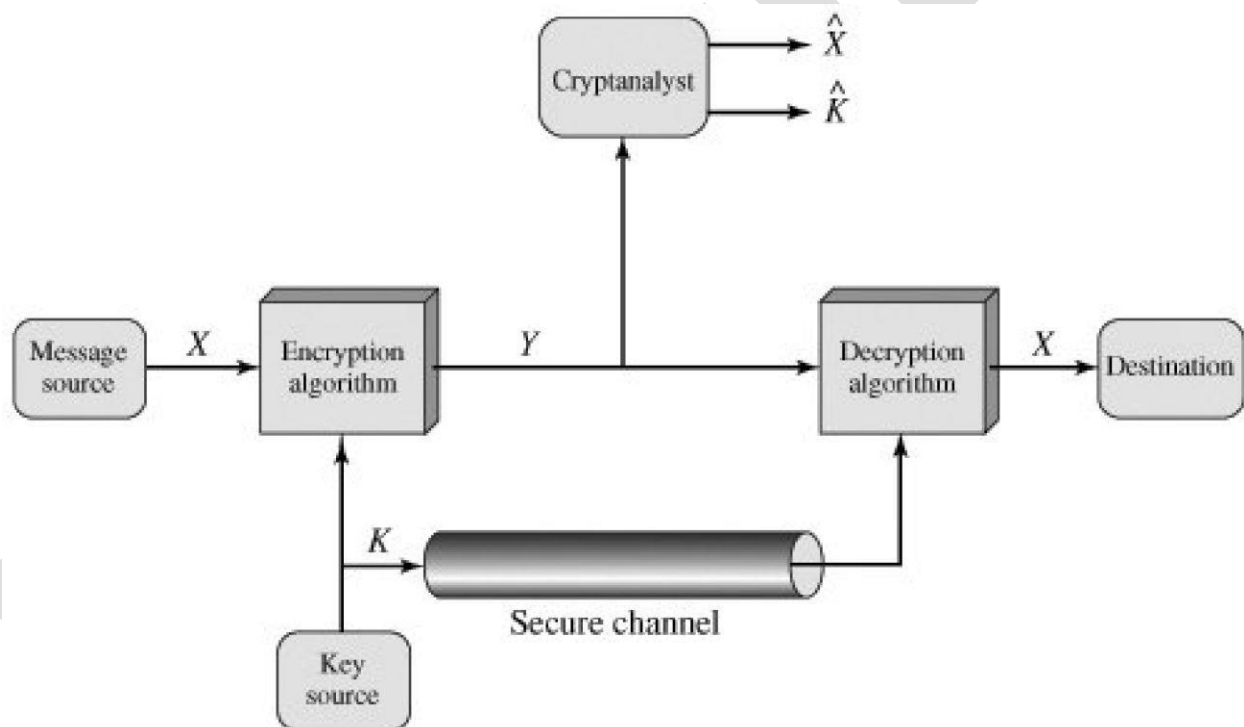 X̂
Cryptanalyst
K̂
Message
source
X
Encryption
algorithm
Y
Decryption
algorithm
X
Destination
K
Secure channel
Key
source